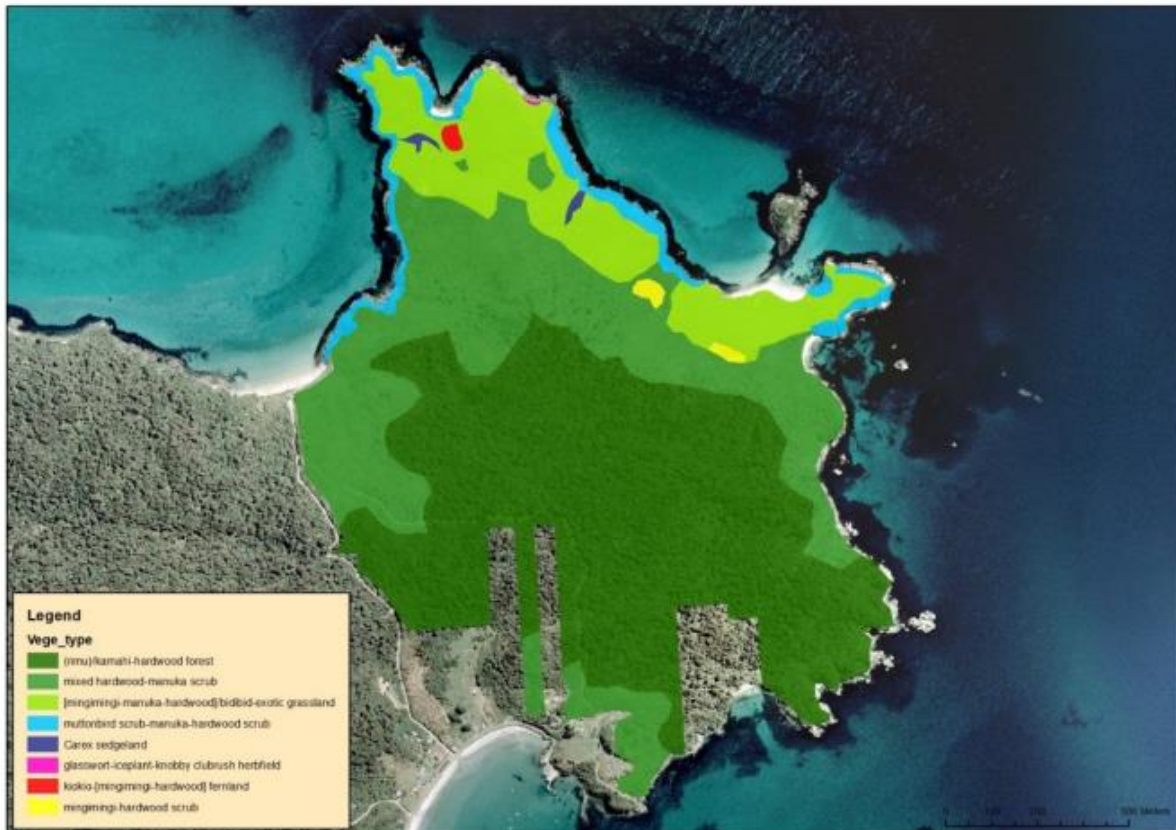 Legend
Vege_type
(rimu)/kamahi-hardwood forest
mixed hardwood-manuka scrub
[mingimingi-manuka-hardwood]/bidibid-exotic grassland
muttonbird scrub-manuka-hardwood scrub
Carex sedgeland
glasswort-iceplant-knobby clubrush herbfield
kiokio-[mingimingi-hardwood] fernland
mingimingi-hardwood scrub